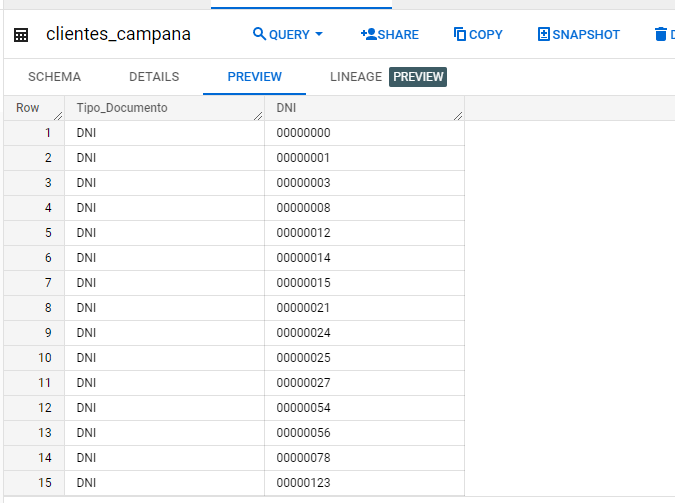 clientes_campana QUERY SHARE COPY SNAPSHOT
SCHEMA DETAILS PREVIEW LINEAGE PREVIEW
Row Tipo_Documento DNI
1 DNI 00000000
2 DNI 00000001
3 DNI 00000003
4 DNI 00000008
5 DNI 00000012
6 DNI 00000014
7 DNI 00000015
8 DNI 00000021
9 DNI 00000024
10 DNI 00000025
11 DNI 00000027
12 DNI 00000054
13 DNI 00000056
14 DNI 00000078
15 DNI 00000123